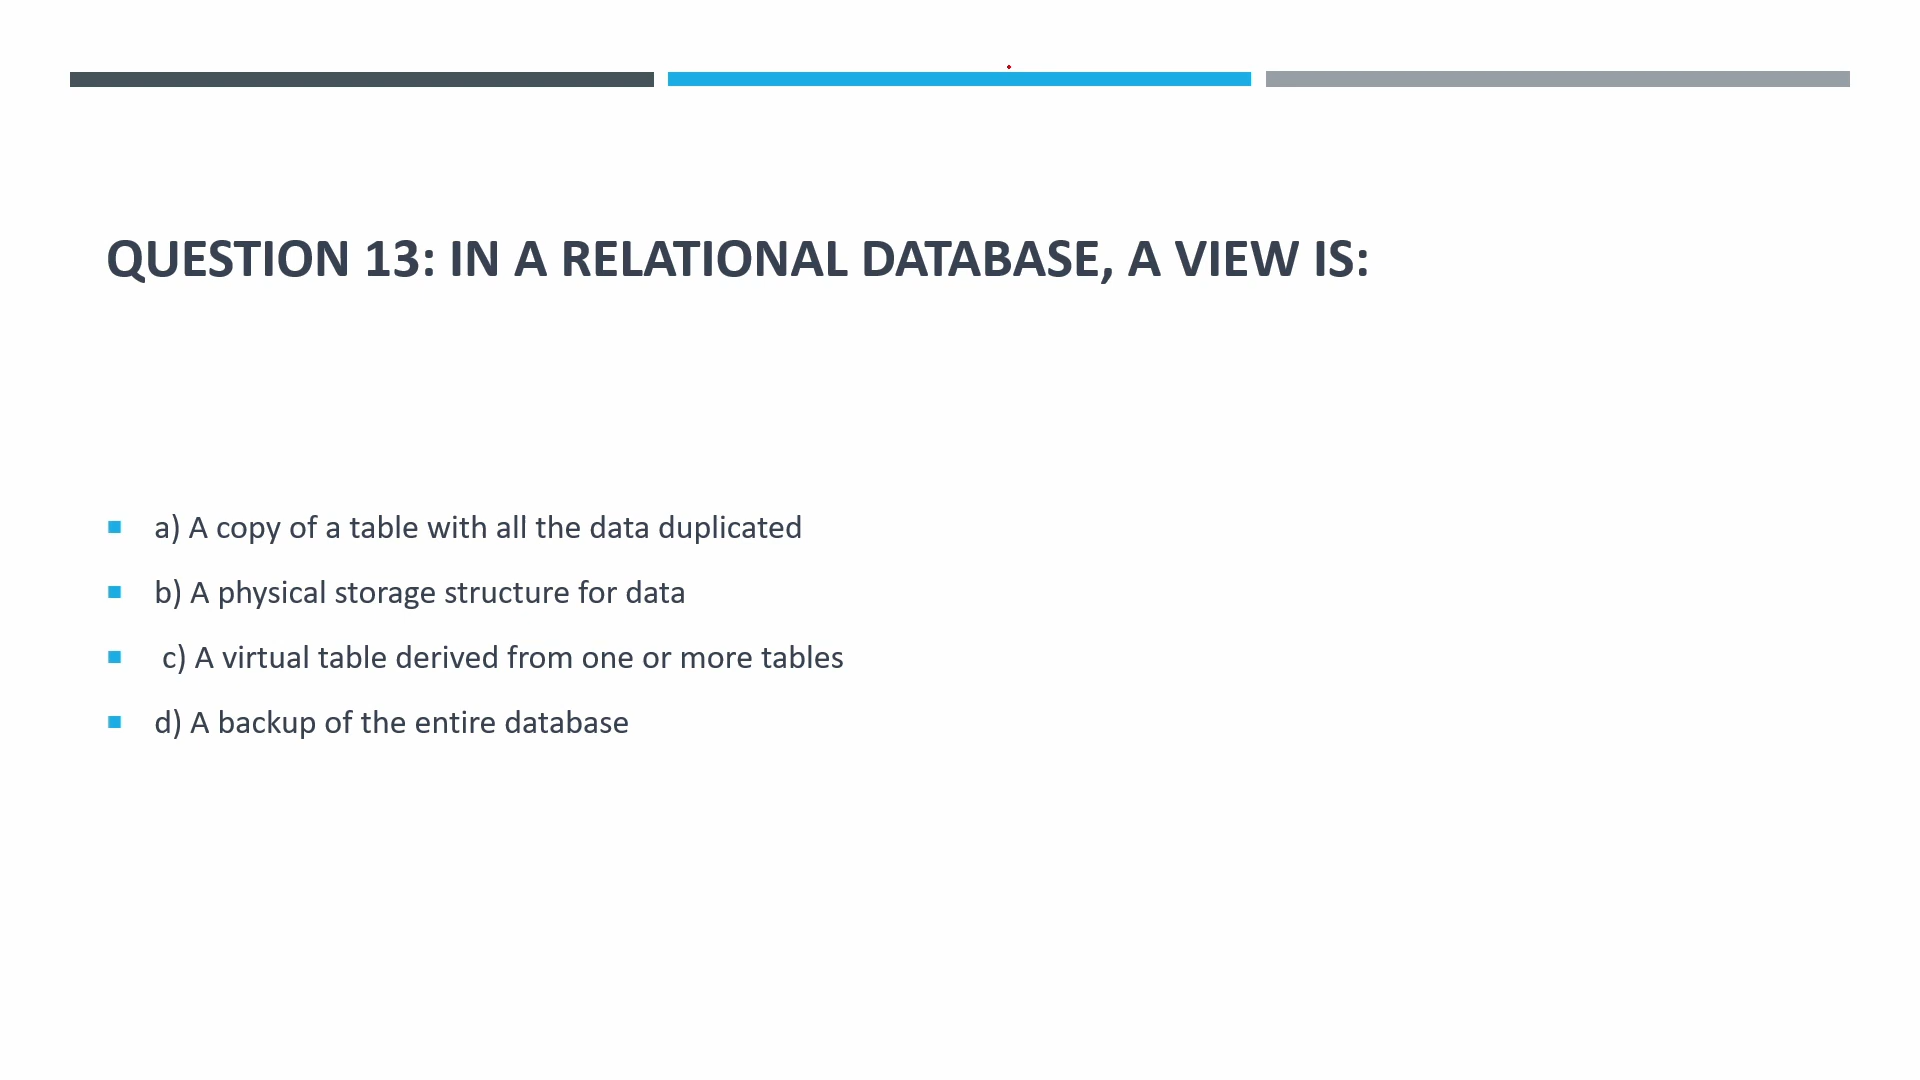 QUESTION 13: IN A RELATIONAL DATABASE, A VIEW IS:
a) A copy of a table with all the data duplicated
b) A physical storage structure for data
c) A virtual table derived from one or more tables
d) A backup of the entire database